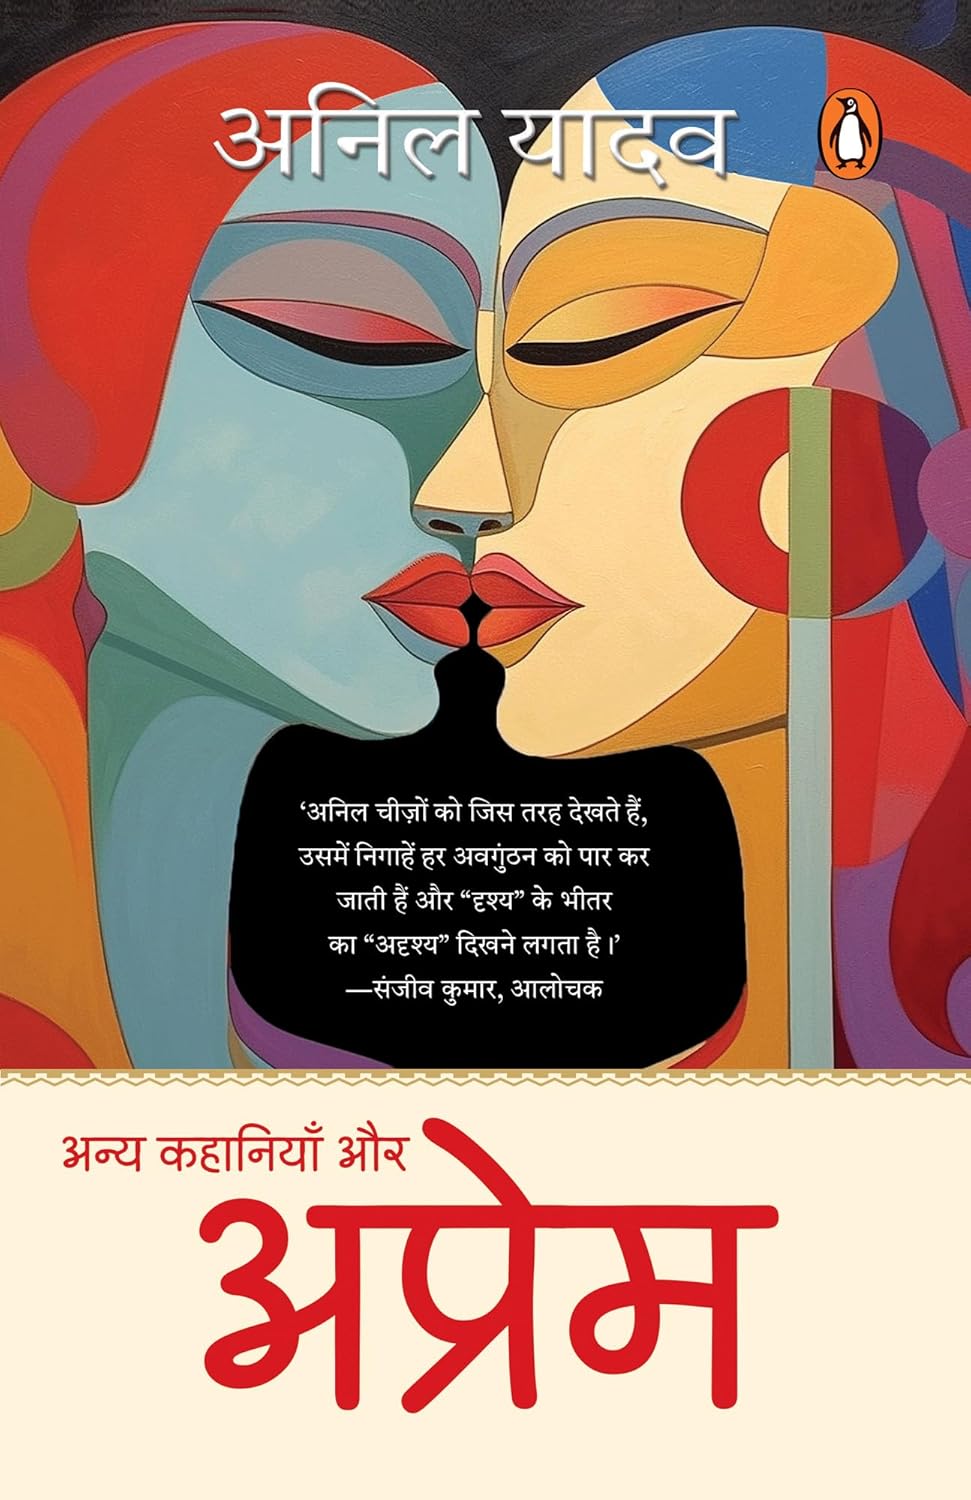 अनिल यादव
‘अनिल चीज़ों को जिस तरह देखते हैं,
उसमें निगाहें हर अवगुंठन को पार कर
जाती हैं और “दृश्य” के भीतर
का “अदृश्य” दिखने लगता है।’
—संजीव कुमार, आलोचक
अन्य कहानियाँ और
अप्रेम